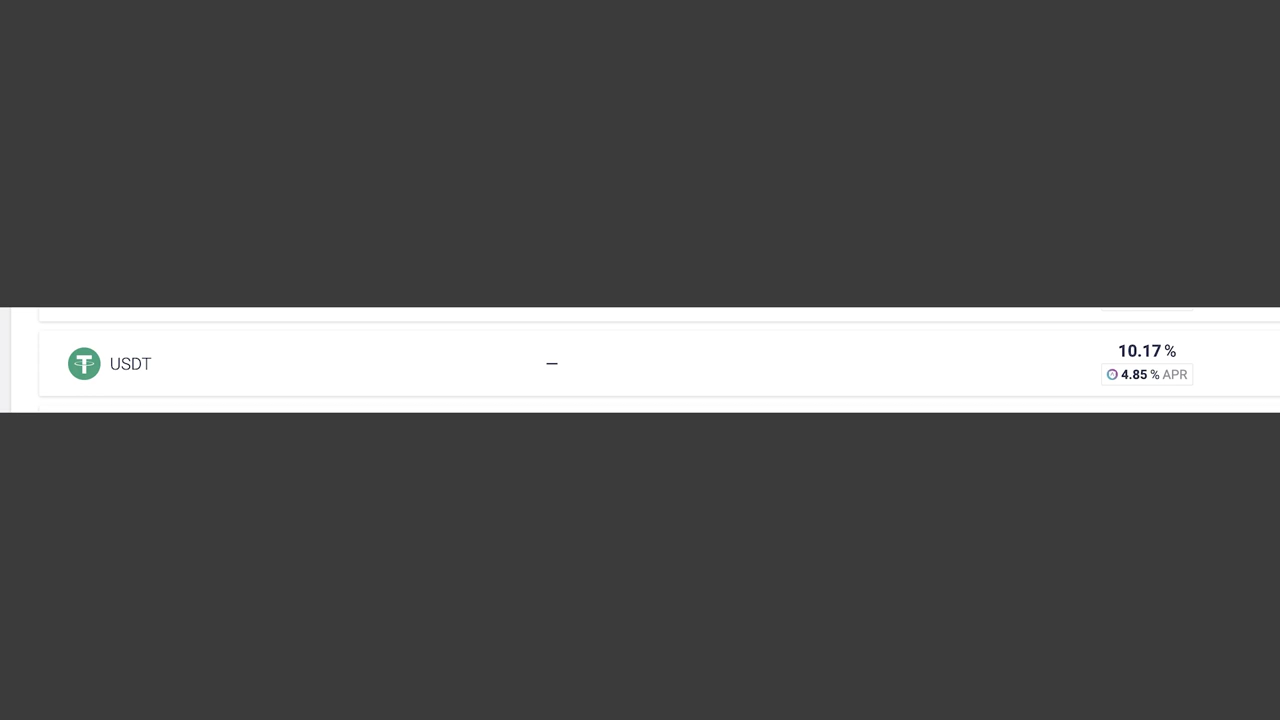 USDT
—
10.17 %
4.85 % APR